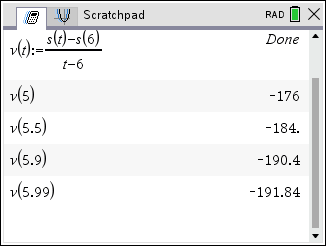 Scratchpad RAD
v(t):=(s(t)−s(6))/(t−6) Done
v(5) −176
v(5.5) −184.
v(5.9) −190.4
v(5.99) −191.84